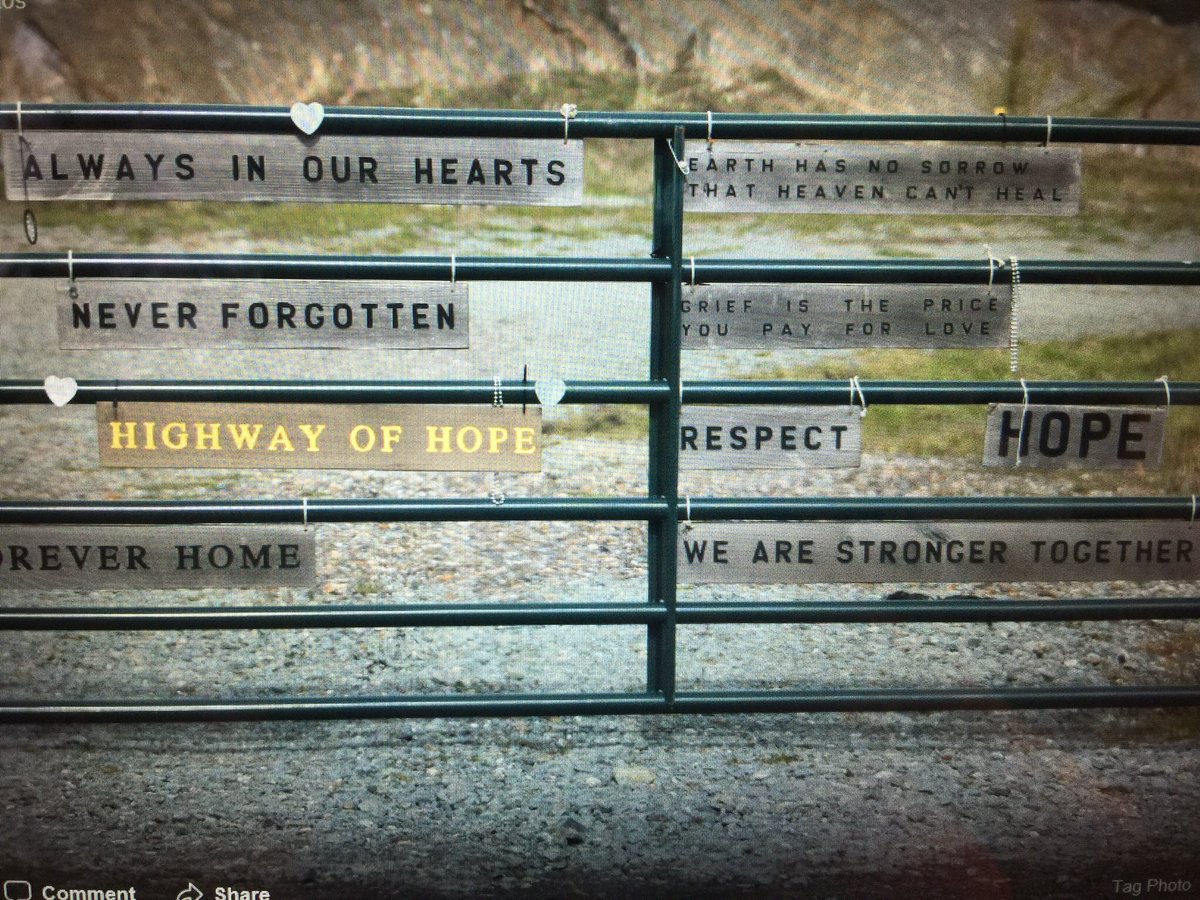 ALWAYS IN OUR HEARTS
EARTH HAS NO SORROW
THAT HEAVEN CAN'T HEAL
NEVER FORGOTTEN
GRIEF IS THE PRICE
YOU PAY FOR LOVE
HIGHWAY OF HOPE
RESPECT
HOPE
OREVER HOME
WE ARE STRONGER TOGETHER
Comment
Share
Tag Photo